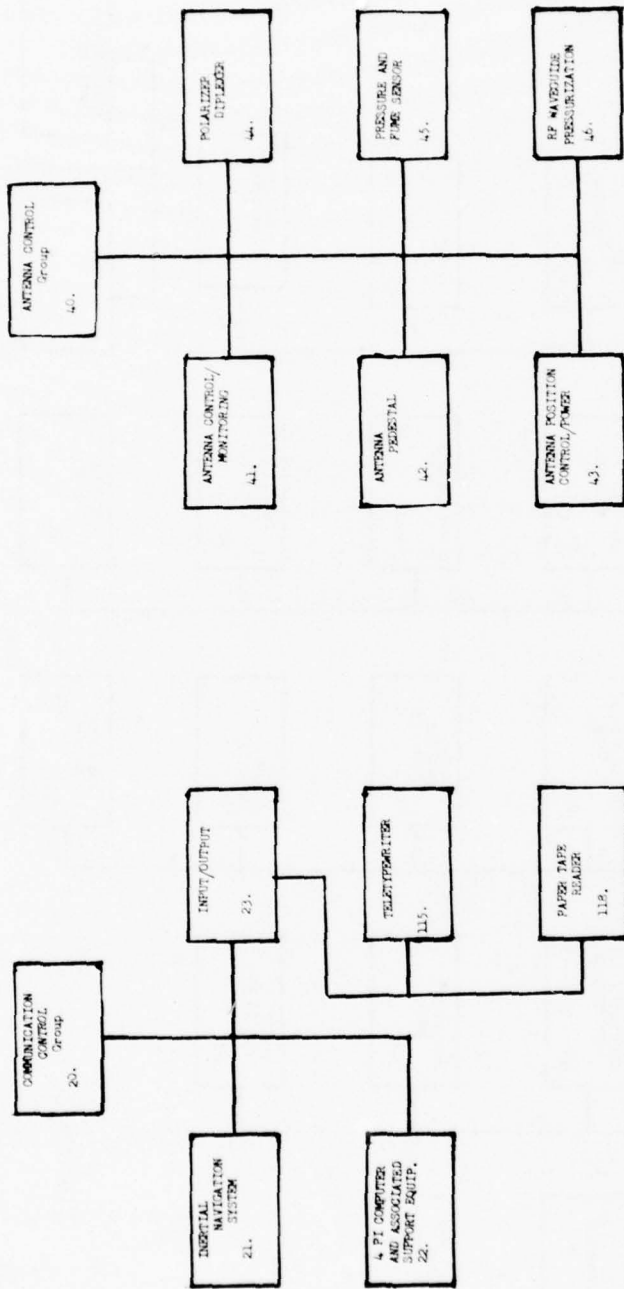 COMMUNICATION
CONTROL
Group
20.
INERTIAL
NAVIGATION
SYSTEM
21.
INPUT/OUTPUT
23.
4 PI COMPUTER
AND ASSOCIATED
SUPPORT EQUIP.
22.
TELETYPEWRITER
115.
PAPER TAPE
READER
118.
ANTENNA CONTROL
Group
40.
ANTENNA CONTROL/
MONITORING
41.
POLARIZER
DIPLEXER
44.
ANTENNA
PEDESTAL
42.
PRESSURE AND
FUME SENSOR
45.
ANTENNA POSITION
CONTROL/POWER
43.
RF WAVEGUIDE
PRESSURIZATION
46.